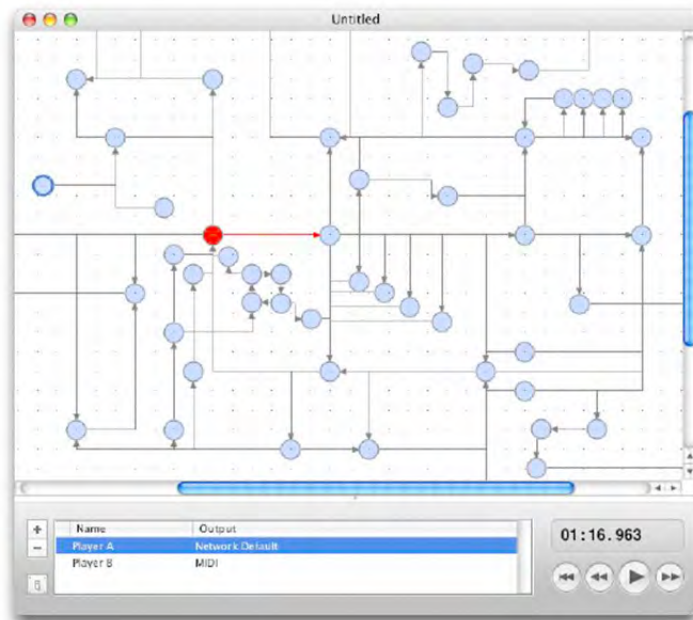 Untitled
Name Output
Player A Network Default
Player B MIDI
01:16.963